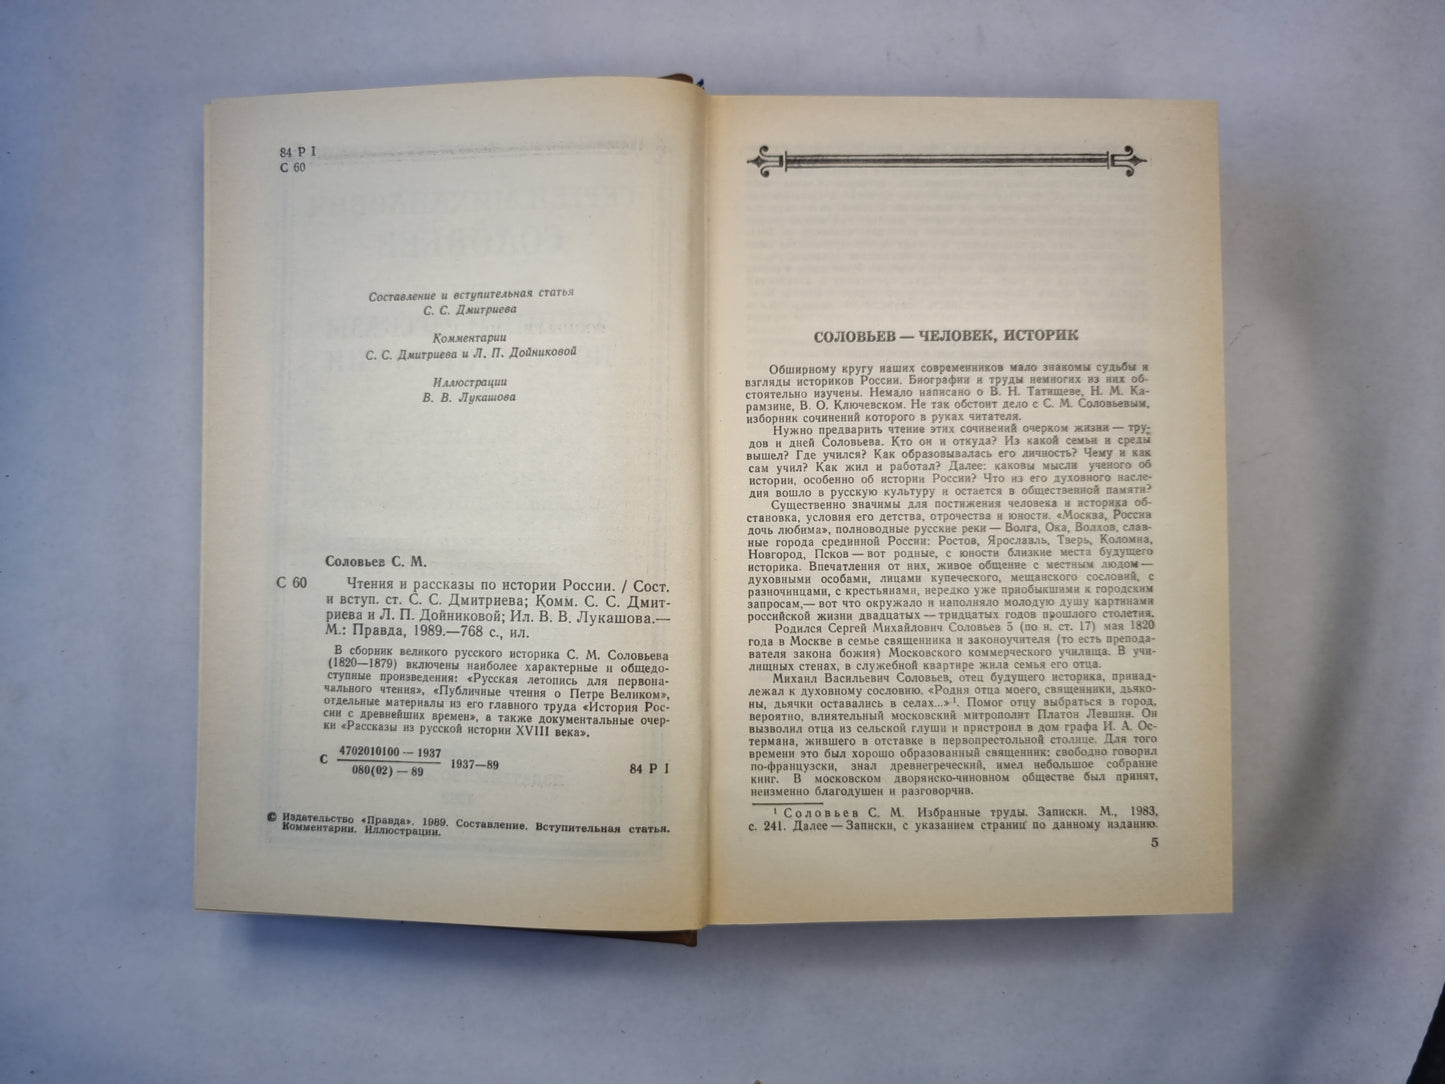 84 Р I
С 60
Составление и вступительная статья
С. С. Дмитриева
Комментарии
С. С. Дмитриева и Л. П. Дойниковой
Иллюстрации
В. В. Лукашова
Соловьев С. М.
С 60 Чтения и рассказы по истории России. / Сост.
и вступ. ст. С. С. Дмитриева; Комм. С. С. Дмит-
риева и Л. П. Дойниковой; Ил. В. В. Лукашова.—
М.: Правда, 1989.—768 с., ил.
В сборник великого русского историка С. М. Соловьева
(1820—1879) включены наиболее характерные и общедо-
ступные произведения: «Русская летопись для первона-
чального чтения», «Публичные чтения о Петре Великом»,
отдельные материалы из его главного труда «История Рос-
сии с древнейших времен», а также документальные очер-
ки «Рассказы из русской истории XVIII века».
С 4702010100—1937
080(02)—89 1937—89
84 Р I
© Издательство «Правда». 1989. Составление. Вступительная статья.
Комментарии. Иллюстрации.
СОЛОВЬЕВ — ЧЕЛОВЕК, ИСТОРИК
Обширному кругу наших современников мало знакомы судьбы и
взгляды историков России. Биографии и труды немногих из них об-
стоятельно изучены. Немало написано о В. Н. Татищеве, Н. М. Ка-
рамзине, В. О. Ключевском. Не так обстоит дело с С. М. Соловьевым,
изборник сочинений которого в руках читателя.
Нужно предварить чтение этих сочинений очерком жизни — тру-
дов и дней Соловьева. Кто он и откуда? Из какой семьи и среды
вышел? Где учился? Как образовывалась его личность? Чему и как
сам учил? Как жил и работал? Далее: каковы мысли ученого об
истории, особенно об истории России? Что из его духовного насле-
дия вошло в русскую культуру и остается в общественной памяти?
Существенно значимы для постижения человека и историка об-
становка, условия его детства, отрочества и юности. «Москва, России
дочь любима», полноводные русские реки — Волга, Ока, Волхов, слав-
ные города срединной России: Ростов, Ярославль, Тверь, Коломна,
Новгород, Псков — вот родные, с юности близкие места будущего
историка. Впечатления от них, живое общение с местным людом —
духовными особами, лицами купеческого, мещанского сословий, с
разночинцами, с крестьянами, нередко уже приобыкшими к городским
запросам,— вот что окружало и наполняло молодую душу картинами
российской жизни двадцатых — тридцатых годов прошлого столетия.
Родился Сергей Михайлович Соловьев 5 (по н. ст. 17) мая 1820
года в Москве в семье священника и законоучителя (то есть препода-
вателя закона божия) Московского коммерческого училища. В учи-
лищных стенах, в служебной квартире жила семья его отца.
Михаил Васильевич Соловьев, отец будущего историка, принад-
лежал к духовному сословию. «Родня отца моего, священники, дьяко-
ны, дьячки оставались в селах...»¹. Помог отцу выбраться в город,
вероятно, влиятельный московский митрополит Платон Левшин. Он
вызволил отца из сельской глуши и пристроил в дом графа И. А. Ос-
термана, жившего в отставке в первопрестольной столице. Для того
времени это был хорошо образованный священник: свободно говорил
по-французски, знал древнегреческий, имел небольшое собрание
книг. В московском дворянско-чиновном обществе был принят,
неизменно благодушен и разговорчив.
¹ Соловьев С. М. Избранные труды. Записки. М., 1983,
с. 241. Далее — Записки, с указанием страниц по данному изданию.
5